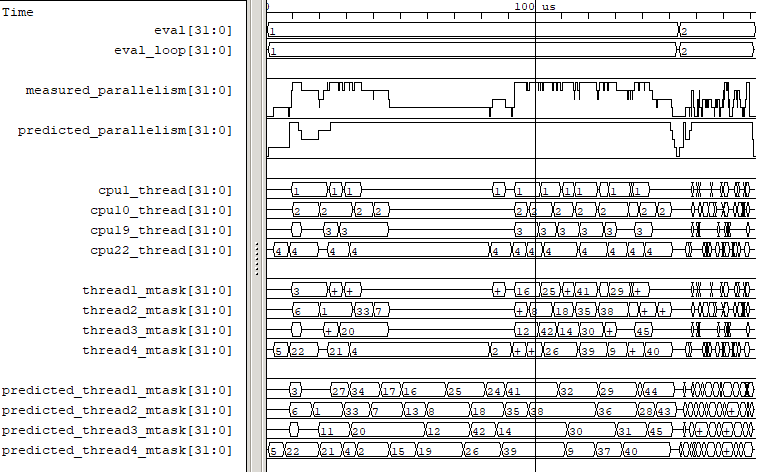 Time
0 100 us
eval[31:0] 1 2
eval_loop[31:0] 1 2
measured_parallelism[31:0]
predicted_parallelism[31:0]
cpu1_thread[31:0] 1 1 1 1 1 1 1 1 1 1
cpu10_thread[31:0] 2 2 2 2 2 2 2 2 2 2 2
cpu19_thread[31:0] 3 3 3 3 3 3 3 3
cpu22_thread[31:0] 4 4 4 4 4 4 4 4 4 4 4 4
thread1_mtask[31:0] 3 + + + 16 25 + 41 29 +
thread2_mtask[31:0] 6 1 33 7 + 8 18 35 38 + +
thread3_mtask[31:0] + 20 12 42 14 30 + 45
thread4_mtask[31:0] 5 22 21 4 2 + + 26 39 9 + 40
predicted_thread1_mtask[31:0] 3 27 34 17 16 25 24 41 32 29 44
predicted_thread2_mtask[31:0] 6 1 33 7 13 8 18 35 38 36 28 43 +
predicted_thread3_mtask[31:0] 11 20 12 42 14 30 31 45 + +
predicted_thread4_mtask[31:0] 5 22 21 4 2 15 19 26 39 9 37 40 +